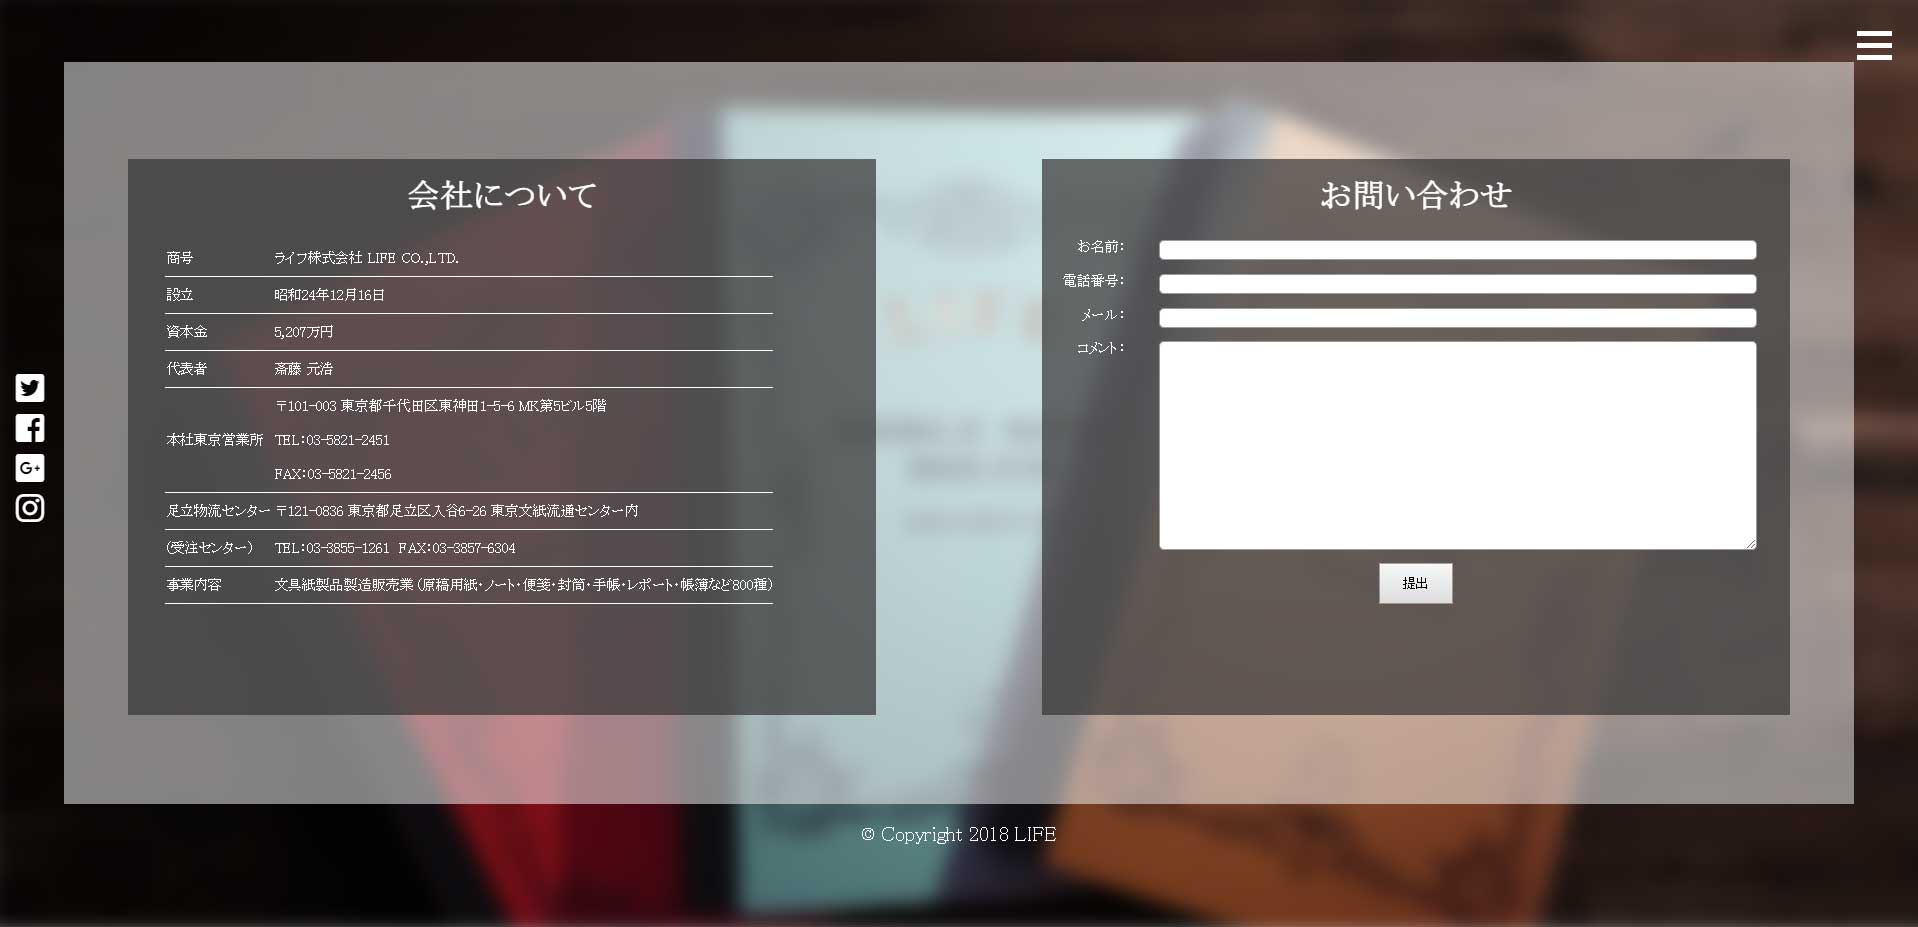 会社について
商号 ライフ株式会社 LIFE CO.,LTD.
設立 昭和24年12月16日
資本金 5,207万円
代表者 斎藤 元浩
本社東京営業所 〒101-003 東京都千代田区東神田1-5-6 MK第5ビル5階
TEL:03-5821-2451
FAX:03-5821-2456
足立物流センター 〒121-0836 東京都足立区入谷6-26 東京文紙流通センター内
(受注センター) TEL:03-3855-1261 FAX:03-3857-6304
事業内容 文具紙製品製造販売業 (原稿用紙・ノート・便箋・封筒・手帳・レポート・帳簿など800種)
お問い合わせ
お名前:
電話番号:
メール:
コメント:
提出
© Copyright 2018 LIFE